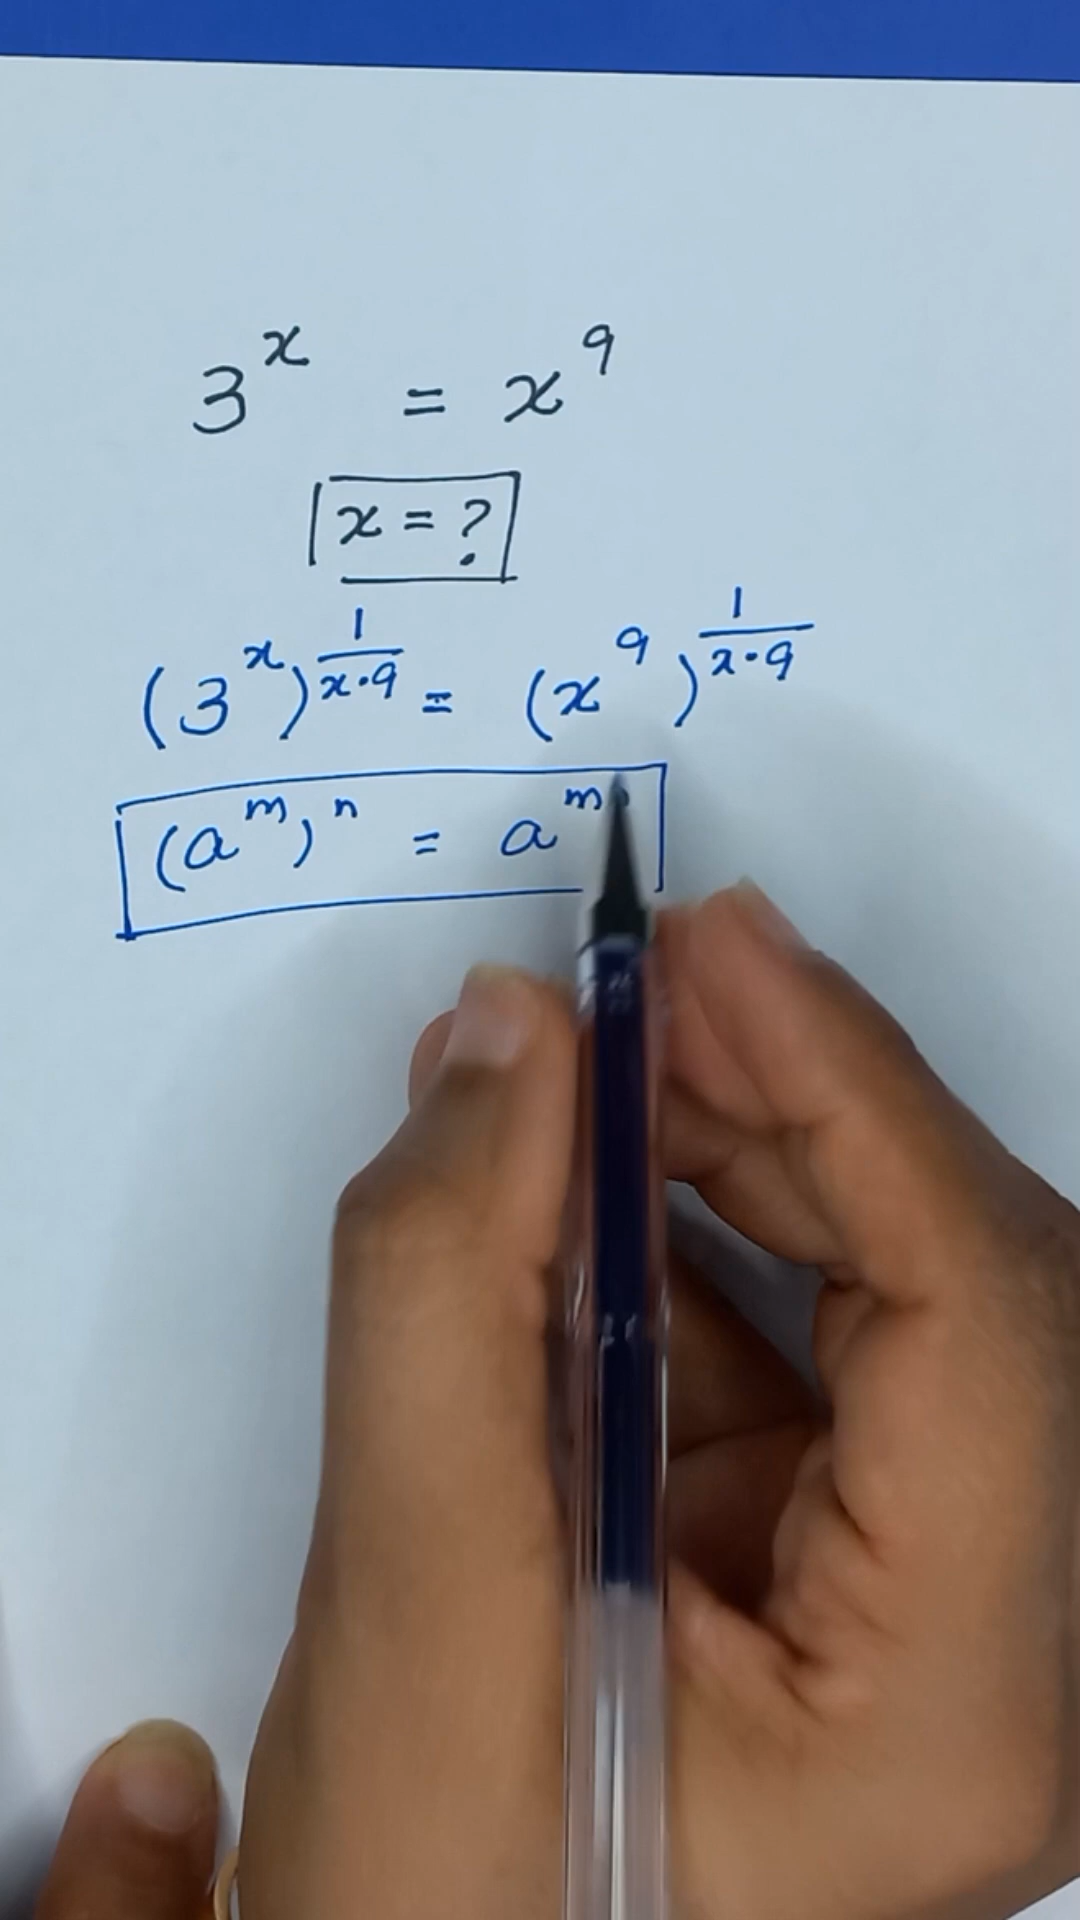 3^x = x^9
x = ?
(3^x)^(1/(x·9)) = (x^9)^(1/(x·9))
(a^m)^n = a^m